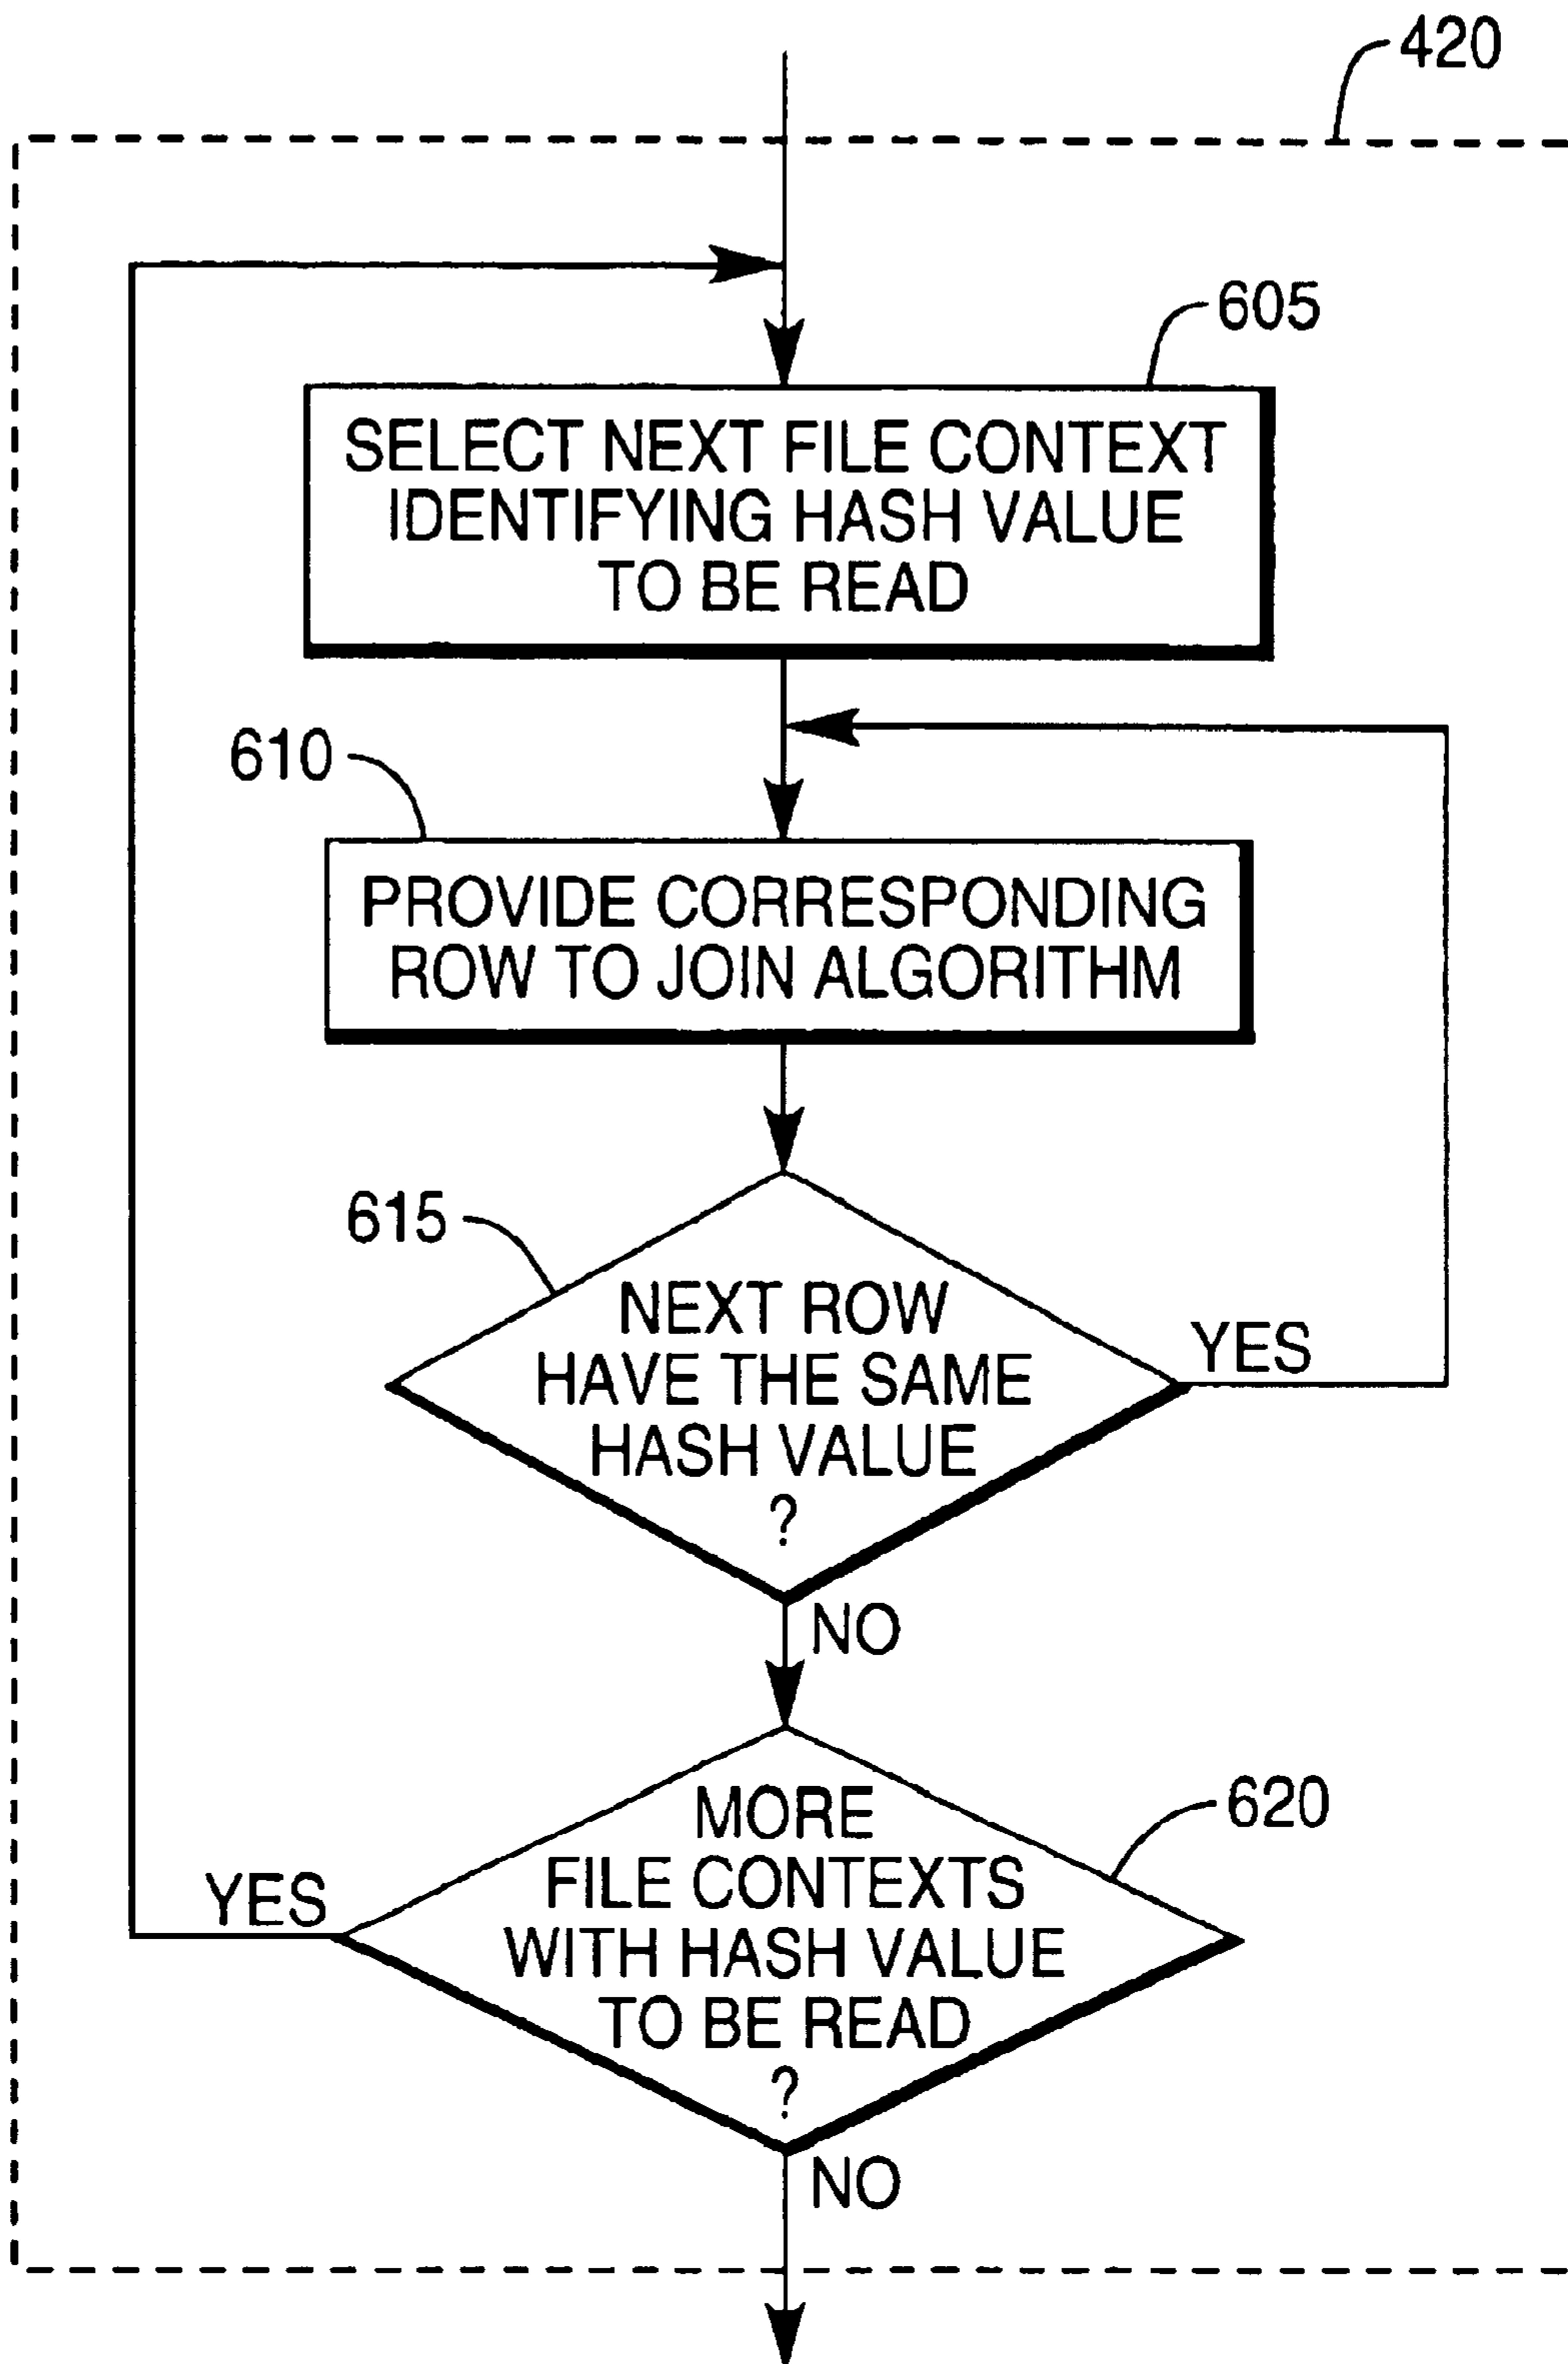 420
605
SELECT NEXT FILE CONTEXT
IDENTIFYING HASH VALUE
TO BE READ
610
PROVIDE CORRESPONDING
ROW TO JOIN ALGORITHM
615
NEXT ROW
HAVE THE SAME
HASH VALUE
?
YES
NO
620
MORE
FILE CONTEXTS
WITH HASH VALUE
TO BE READ
?
YES
NO